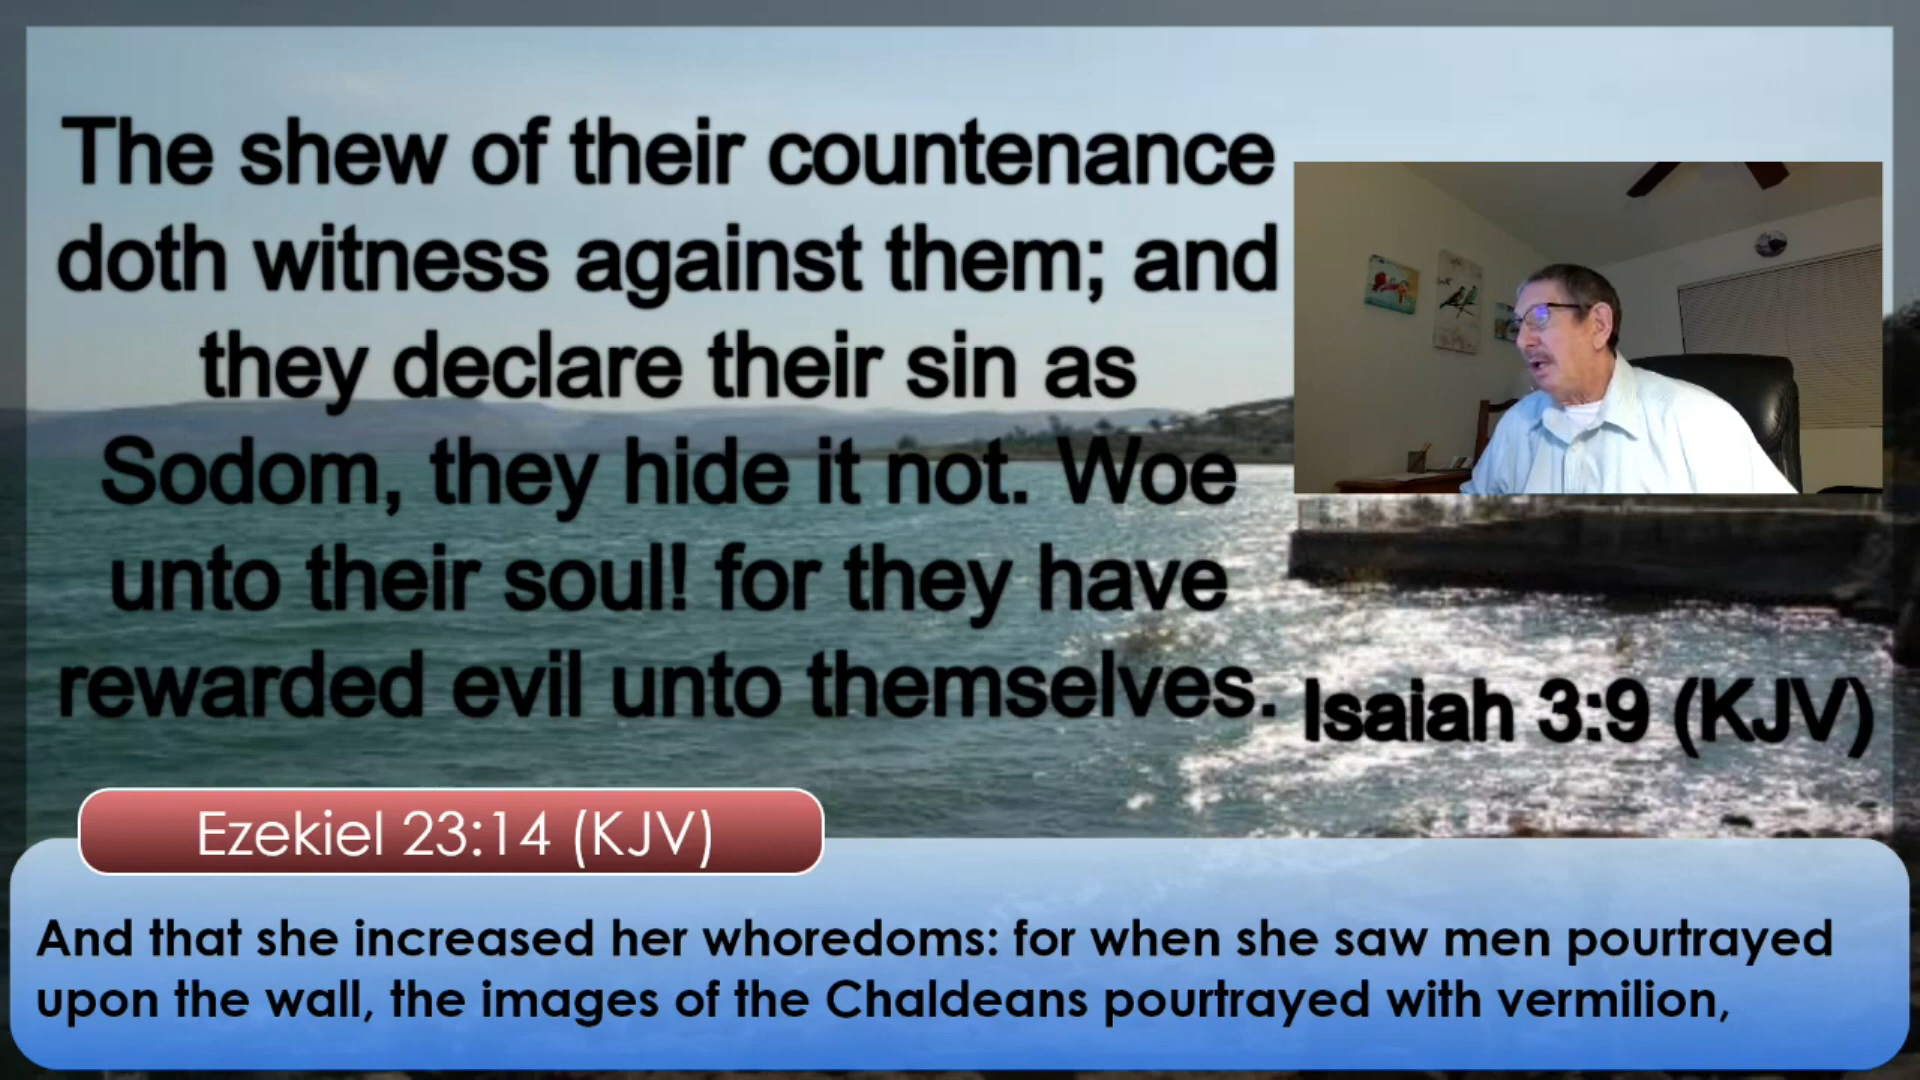 The shew of their countenance
doth witness against them; and
they declare their sin as
Sodom, they hide it not. Woe
unto their soul! for they have
rewarded evil unto themselves.
Isaiah 3:9 (KJV)
Ezekiel 23:14 (KJV)
And that she increased her whoredoms: for when she saw men pourtrayed
upon the wall, the images of the Chaldeans pourtrayed with vermilion,